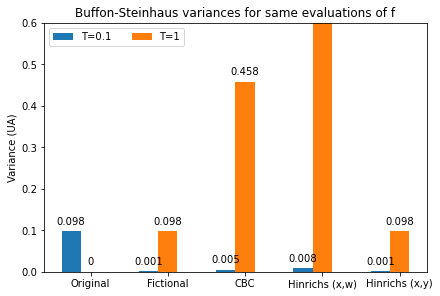 Buffon-Steinhaus variances for same evaluations of f
T=0.1 T=1
Variance (UA)
0.6
0.5
0.4
0.3
0.2
0.1
0.0
0.098 0 0.001 0.098 0.005 0.458 0.008 0.001 0.098
Original Fictional CBC Hinrichs (x,w) Hinrichs (x,y)